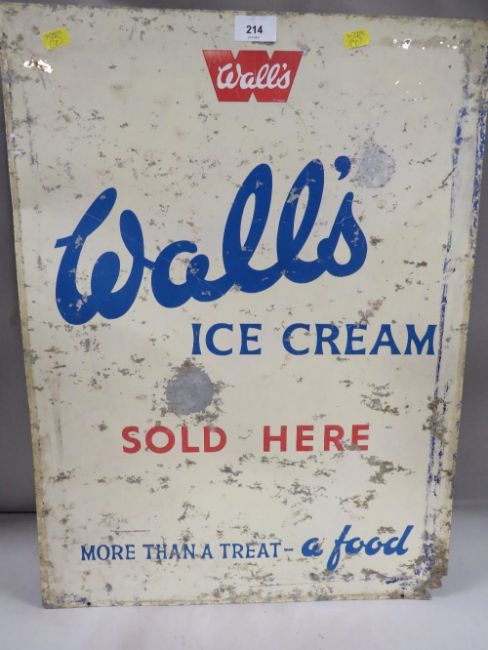 214
Wall's
Wall's
ICE CREAM
SOLD HERE
MORE THAN A TREAT - a food